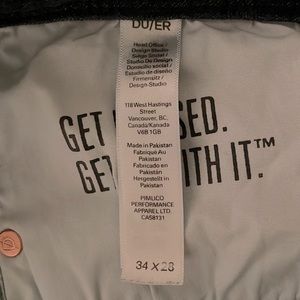 DU/ER
Head Office /
Design Studio
Siège Social /
Studio De Design
Domicilio social /
Estudio de diseño
Firmensitz /
Design-Studio
118 West Hastings
Street
Vancouver, BC,
Canada/Kanada
V6B 1GB
Made in Pakistan
Fabriqué Au
Pakistan
Fabricado en
Pakistán
Hergestellt in
Pakistan
PIMLICO
PERFORMANCE
APPAREL LTD.
CA58131
34 X 28
GET SED.
GET ITH IT.™